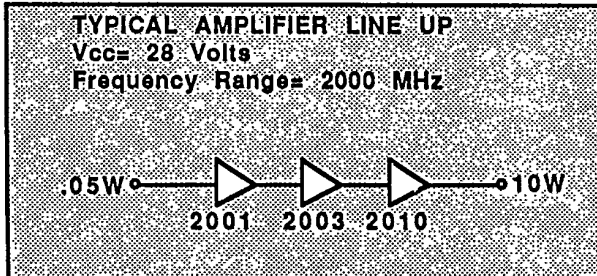 TYPICAL AMPLIFIER LINE UP
Vcc= 28 Volts
Frequency Range= 2000 MHz
.05W 10W
2001 2003 2010